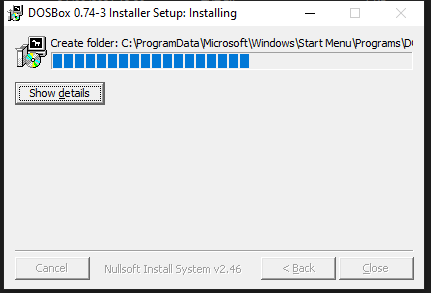 DOSBox 0.74-3 Installer Setup: Installing
Create folder: C:\ProgramData\Microsoft\Windows\Start Menu\Programs\DO
Show details
Cancel
Nullsoft Install System v2.46
< Back
Close